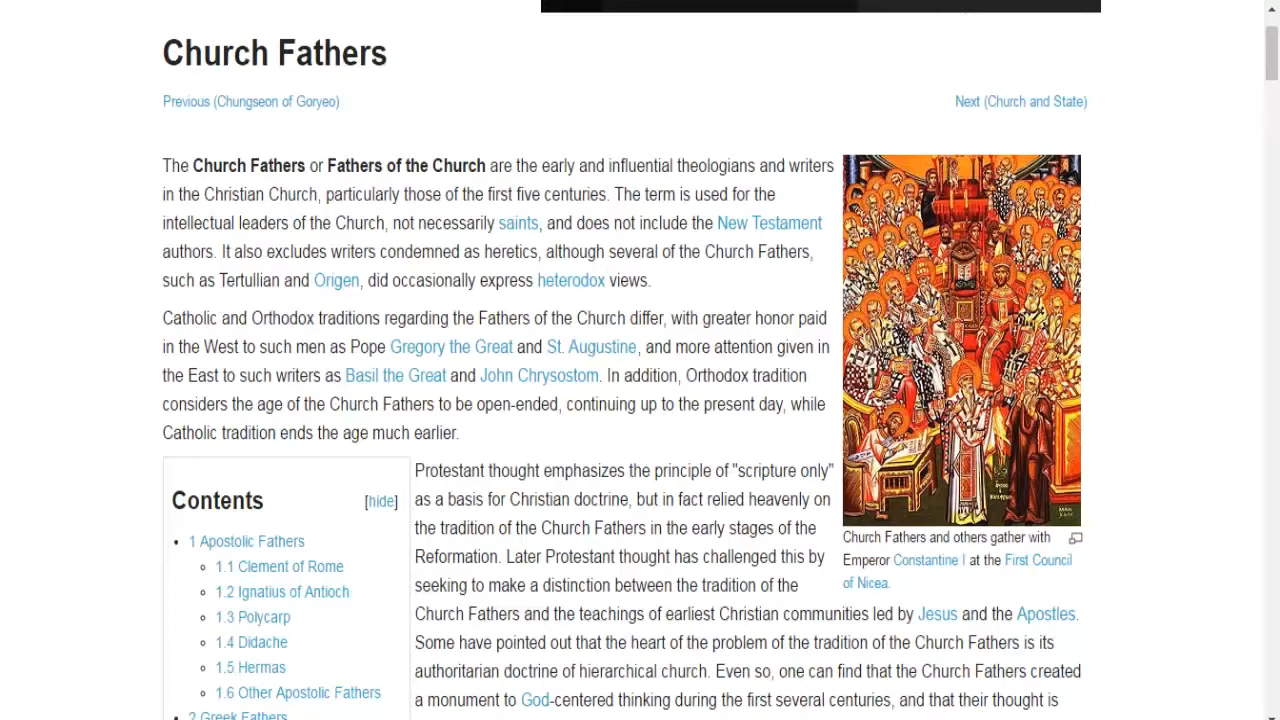 Church Fathers
Previous (Chungseon of Goryeo)
Next (Church and State)
The Church Fathers or Fathers of the Church are the early and influential theologians and writers
in the Christian Church, particularly those of the first five centuries. The term is used for the
intellectual leaders of the Church, not necessarily saints, and does not include the New Testament
authors. It also excludes writers condemned as heretics, although several of the Church Fathers,
such as Tertullian and Origen, did occasionally express heterodox views.
Catholic and Orthodox traditions regarding the Fathers of the Church differ, with greater honor paid
in the West to such men as Pope Gregory the Great and St. Augustine, and more attention given in
the East to such writers as Basil the Great and John Chrysostom. In addition, Orthodox tradition
considers the age of the Church Fathers to be open-ended, continuing up to the present day, while
Catholic tradition ends the age much earlier.
Church Fathers and others gather with
Emperor Constantine I at the First Council
of Nicea.
Contents [hide]
1 Apostolic Fathers
1.1 Clement of Rome
1.2 Ignatius of Antioch
1.3 Polycarp
1.4 Didache
1.5 Hermas
1.6 Other Apostolic Fathers
2 Greek Fathers
Protestant thought emphasizes the principle of "scripture only"
as a basis for Christian doctrine, but in fact relied heavenly on
the tradition of the Church Fathers in the early stages of the
Reformation. Later Protestant thought has challenged this by
seeking to make a distinction between the tradition of the
Church Fathers and the teachings of earliest Christian communities led by Jesus and the Apostles.
Some have pointed out that the heart of the problem of the tradition of the Church Fathers is its
authoritarian doctrine of hierarchical church. Even so, one can find that the Church Fathers created
a monument to God-centered thinking during the first several centuries, and that their thought is